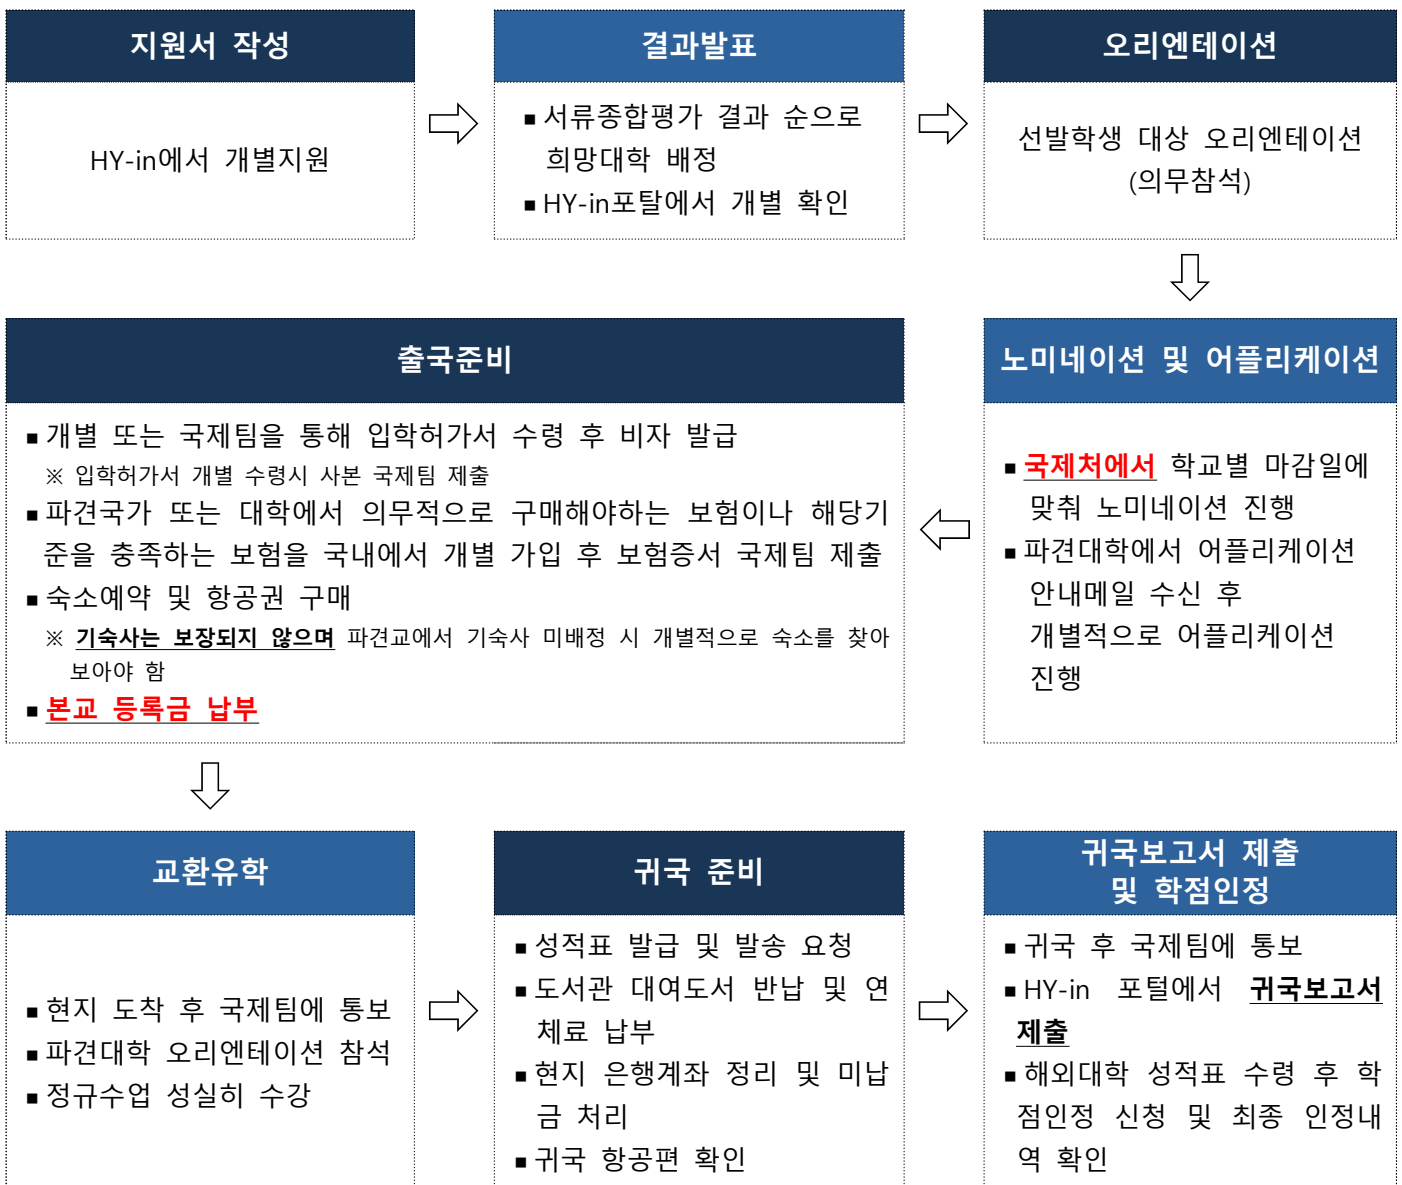 지원서 작성
HY-in에서 개별지원
결과발표
■ 서류종합평가 결과 순으로
희망대학 배정
■ HY-in포탈에서 개별 확인
오리엔테이션
선발학생 대상 오리엔테이션
(의무참석)
노미네이션 및 어플리케이션
■ 국제처에서 학교별 마감일에
맞춰 노미네이션 진행
■ 파견대학에서 어플리케이션
안내메일 수신 후
개별적으로 어플리케이션
진행
출국준비
■ 개별 또는 국제팀을 통해 입학허가서 수령 후 비자 발급
※ 입학허가서 개별 수령시 사본 국제팀 제출
■ 파견국가 또는 대학에서 의무적으로 구매해야하는 보험이나 해당기
준을 충족하는 보험을 국내에서 개별 가입 후 보험증서 국제팀 제출
■ 숙소예약 및 항공권 구매
※ 기숙사는 보장되지 않으며 파견교에서 기숙사 미배정 시 개별적으로 숙소를 찾아
보아야 함
■ 본교 등록금 납부
교환유학
■ 현지 도착 후 국제팀에 통보
■ 파견대학 오리엔테이션 참석
■ 정규수업 성실히 수강
귀국 준비
■ 성적표 발급 및 발송 요청
■ 도서관 대여도서 반납 및 연
체료 납부
■ 현지 은행계좌 정리 및 미납
금 처리
■ 귀국 항공편 확인
귀국보고서 제출
및 학점인정
■ 귀국 후 국제팀에 통보
■ HY-in 포털에서 귀국보고서
제출
■ 해외대학 성적표 수령 후 학
점인정 신청 및 최종 인정내
역 확인